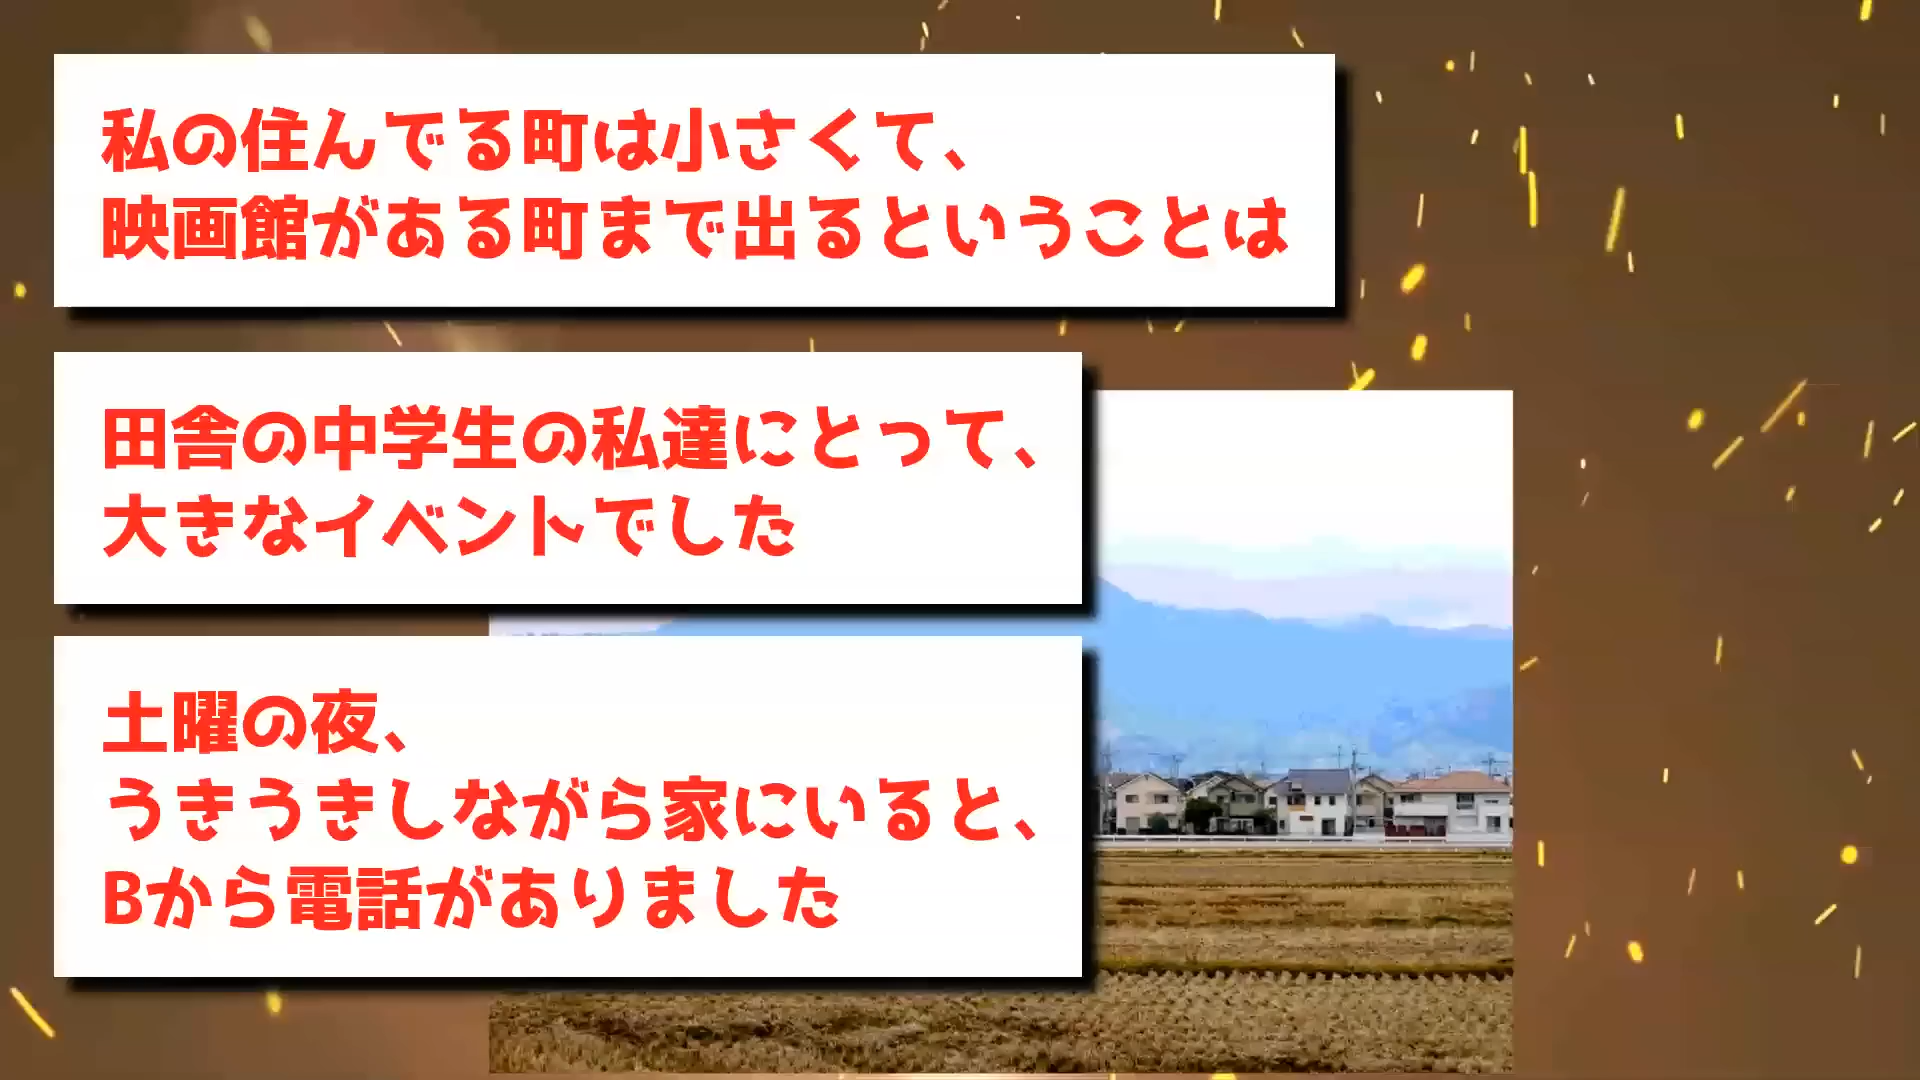 私の住んでる町は小さくて、
映画館がある町まで出るということは
田舎の中学生の私達にとって、
大きなイベントでした
土曜の夜、
うきうきしながら家にいると、
Bから電話がありました